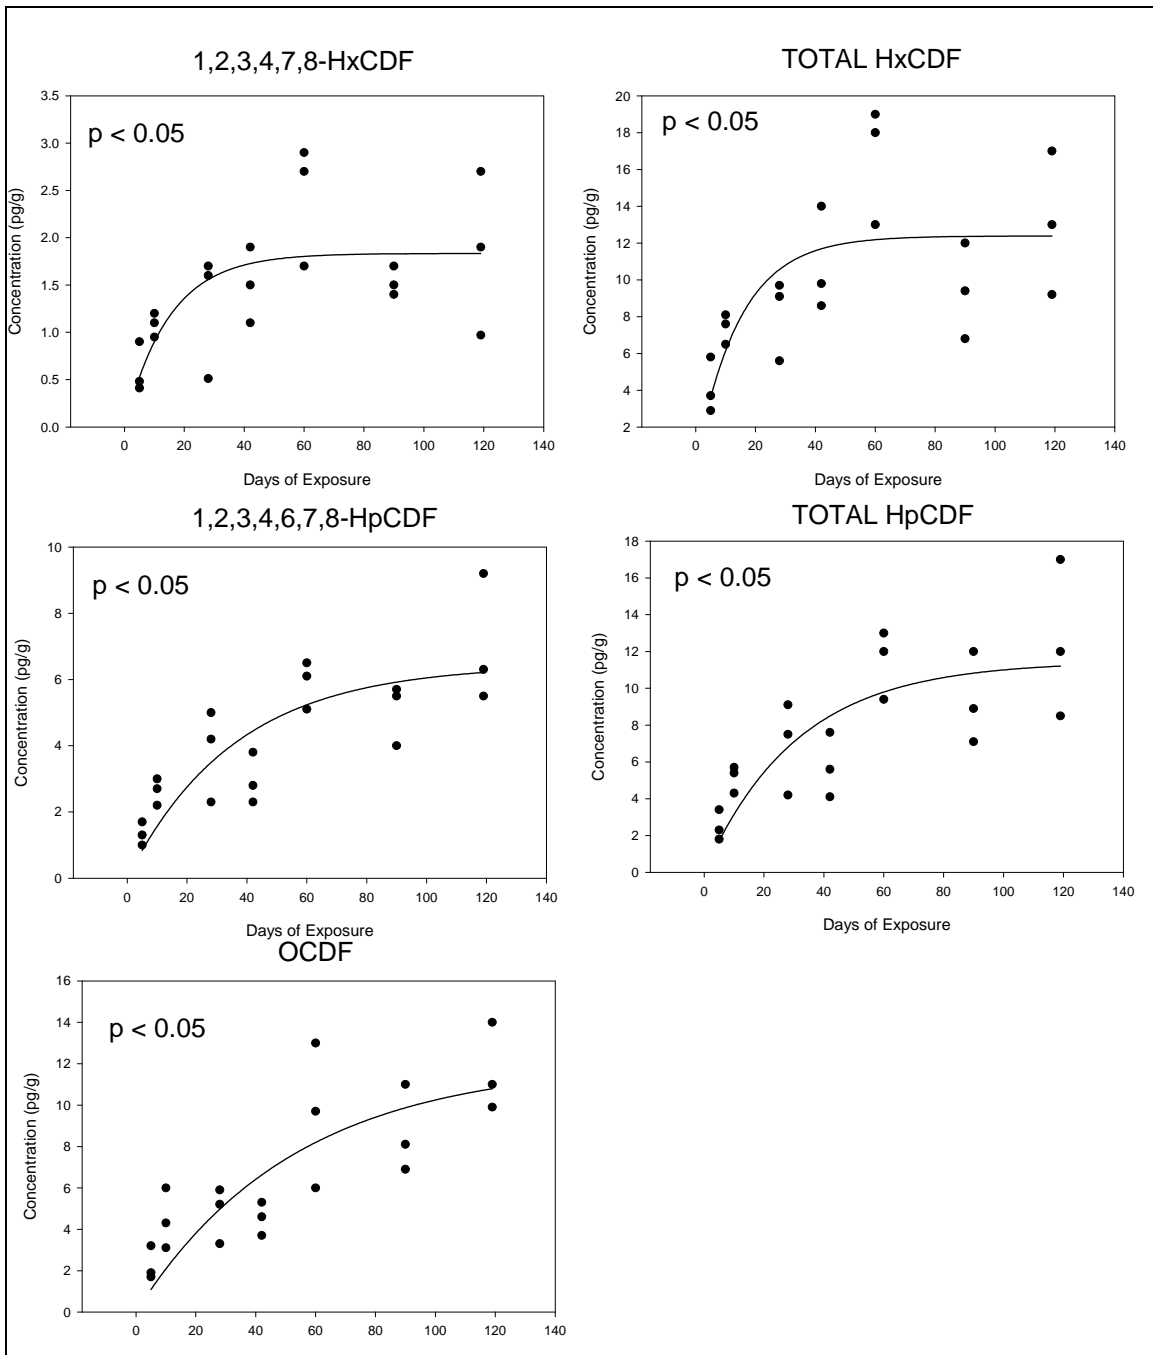 1,2,3,4,7,8-HxCDF
p < 0.05
Concentration (pg/g)
3.5
3.0
2.5
2.0
1.5
1.0
0.5
0.0
0 20 40 60 80 100 120 140
Days of Exposure
TOTAL HxCDF
p < 0.05
Concentration (pg/g)
20
18
16
14
12
10
8
6
4
2
0 20 40 60 80 100 120 140
Days of Exposure
1,2,3,4,6,7,8-HpCDF
p < 0.05
Concentration (pg/g)
10
8
6
4
2
0
0 20 40 60 80 100 120 140
Days of Exposure
TOTAL HpCDF
p < 0.05
Concentration (pg/g)
18
16
14
12
10
8
6
4
2
0
0 20 40 60 80 100 120 140
Days of Exposure
OCDF
p < 0.05
Concentration (pg/g)
16
14
12
10
8
6
4
2
0
0 20 40 60 80 100 120 140